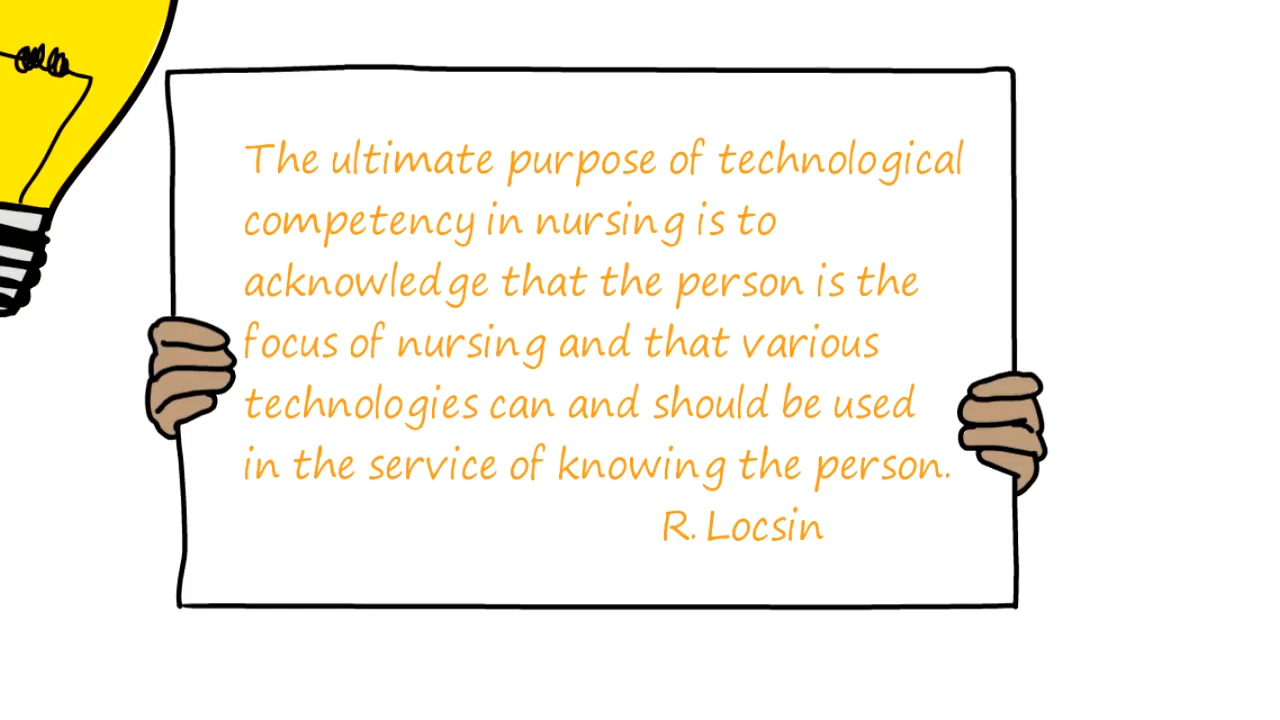 The ultimate purpose of technological
competency in nursing is to
acknowledge that the person is the
focus of nursing and that various
technologies can and should be used
in the service of knowing the person.
R. Locsin